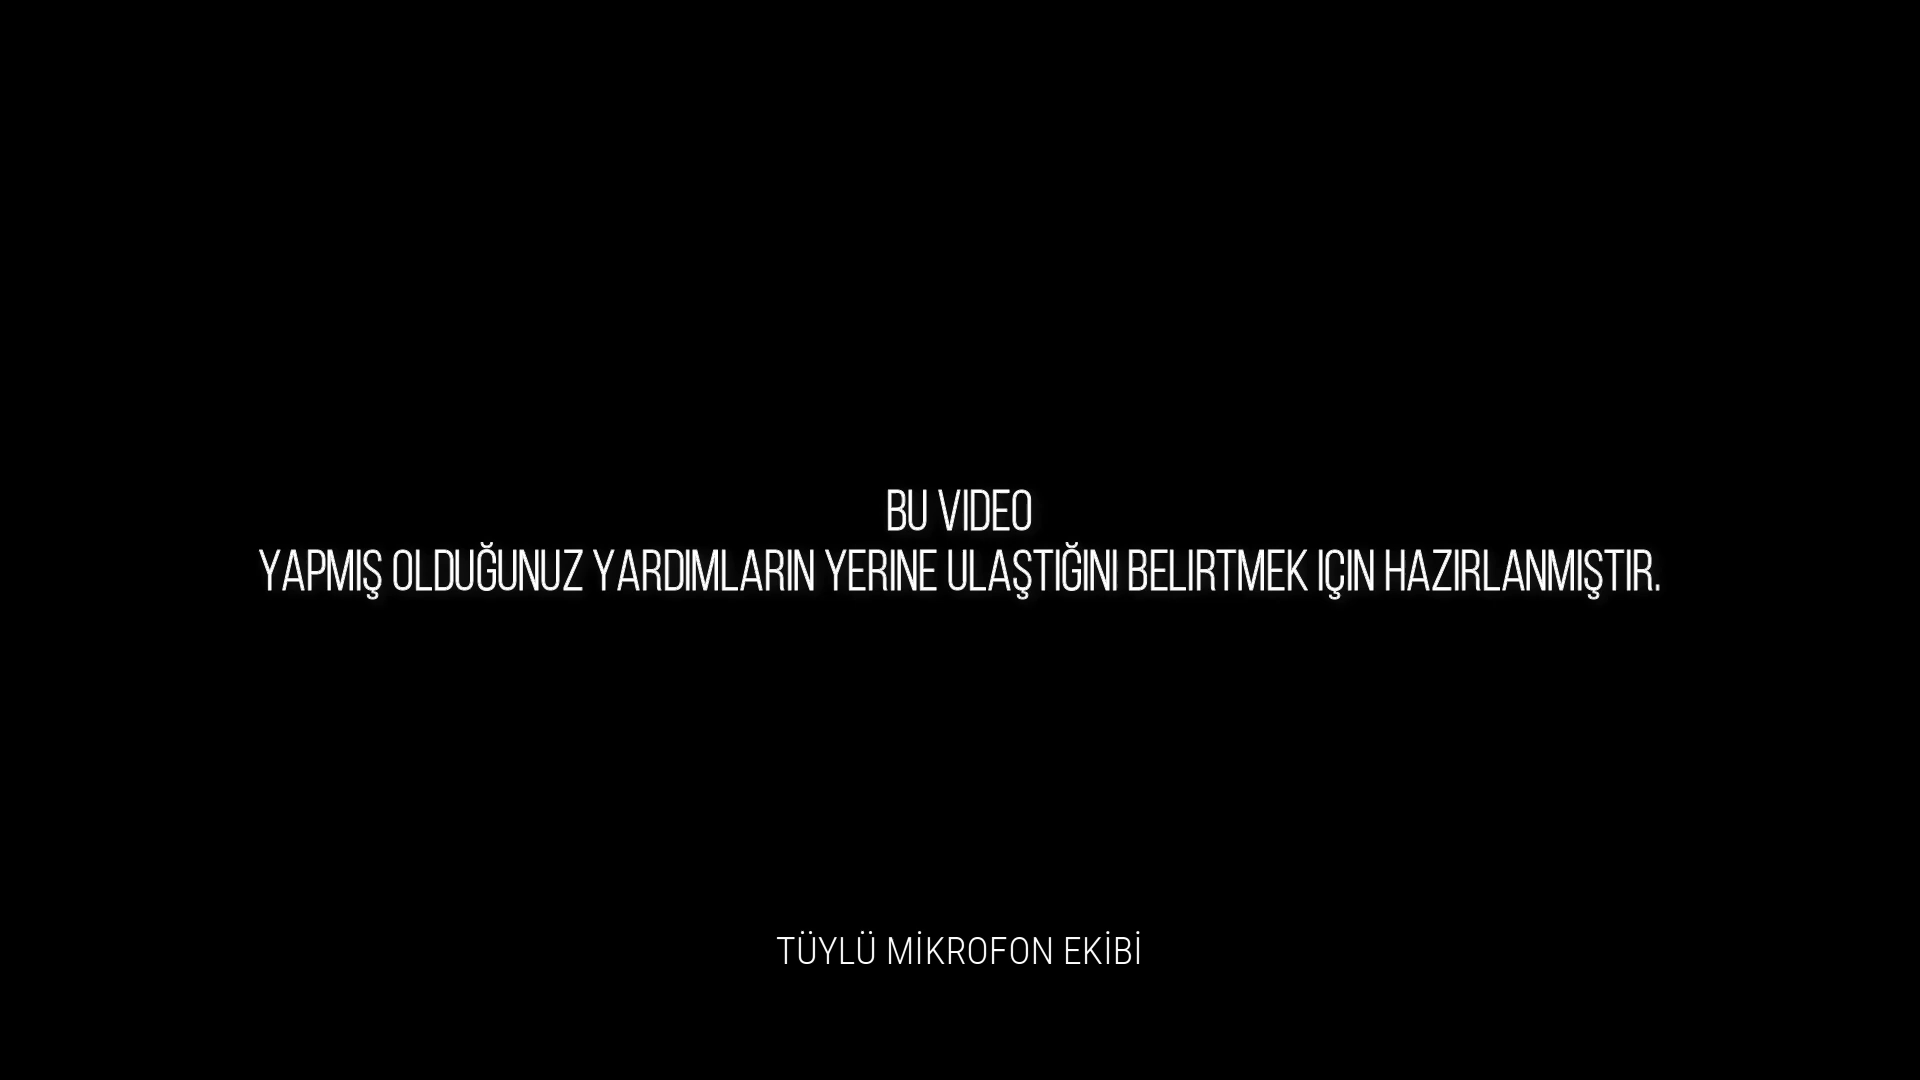 BU VIDEO
YAPMIŞ OLDUĞUNUZ YARDIMLARIN YERINE ULAŞTIĞINI BELIRTMEK IÇIN HAZIRLANMIŞTIR.
TÜYLÜ MİKROFON EKİBİ